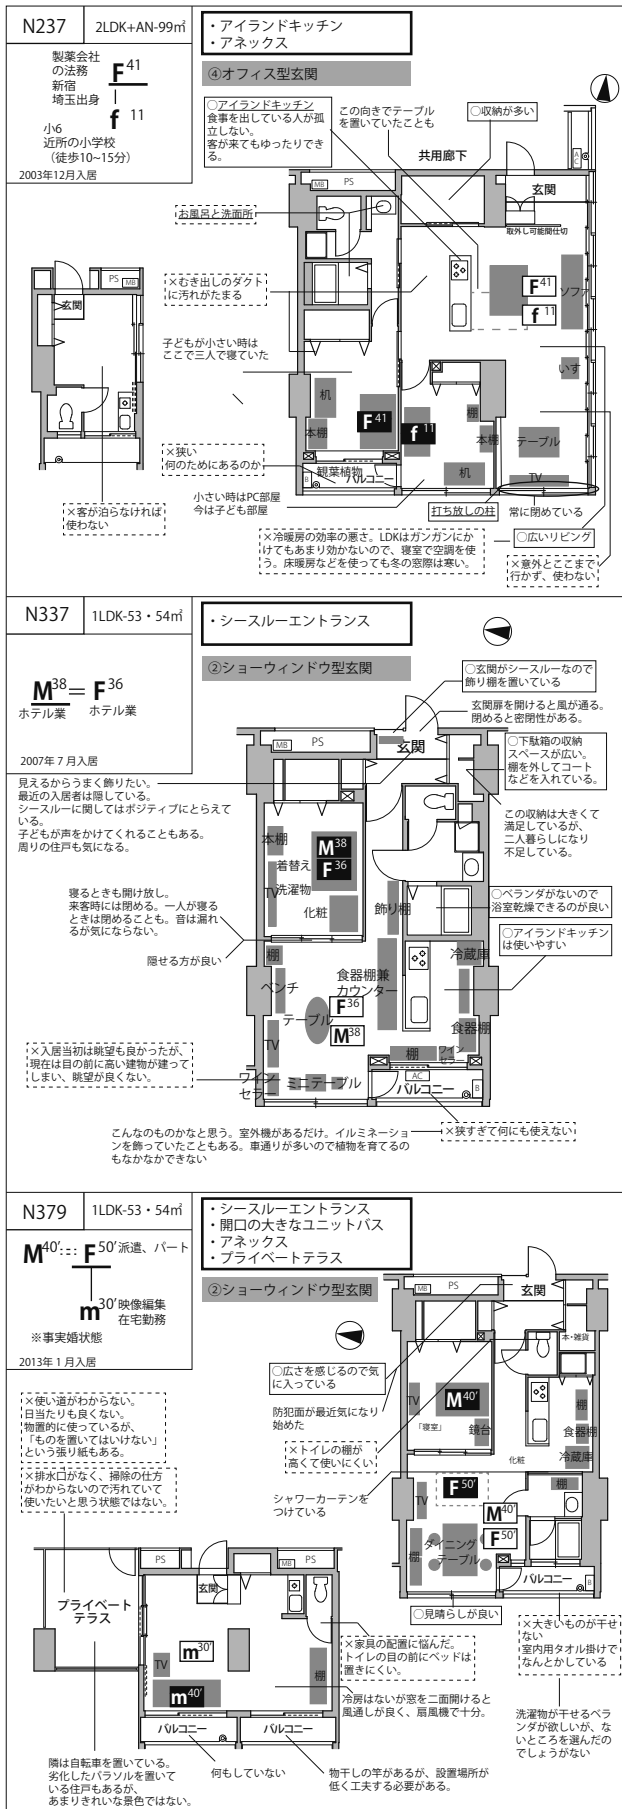 N237
2LDK+AN-99㎡
・アイランドキッチン
・アネックス
④オフィス型玄関
製薬会社
の法務
新宿
埼玉出身
F41
f 11
小6
近所の小学校
（徒歩10~15分）
2003年12月入居
〇アイランドキッチン
食事を出している人が孤
立しない。
客が来てもゆったりでき
る。
この向きでテーブル
を置いていたことも
〇収納が多い
共用廊下
AC
MB
PS
玄関
取外し可能間仕切
お風呂と洗面所
×むき出しのダクト
に汚れがたまる
F41
f 11
ソファ
いす
PS
MB
玄関
子どもが小さい時は
ここで三人で寝ていた
机
本棚
F41
f11
棚
本棚
机
テーブル
TV
×狭い
何のためにあるのか
観葉植物
バルコニー
B
小さい時はPC部屋
今は子ども部屋
打ち放しの柱
常に閉めている
×客が泊らなければ
使わない
×冷暖房の効率の悪さ。LDKはガンガンにか
けてもあまり効かないので、寝室で空調を使
う。床暖房などを使っても冬の窓際は寒い。
〇広いリビング
×意外とここまで
行かず、使わない
N337
1LDK-53・54㎡
・シースルーエントランス
②ショーウィンドウ型玄関
M38＝F36
ホテル業
ホテル業
2007年７月入居
〇玄関がシースルーなので
飾り棚を置いている
玄関扉を開けると風が通る。
閉めると密閉性がある。
MB
PS
玄関
〇下駄箱の収納
スペースが広い。
棚を外してコート
などを入れている。
見えるからうまく飾りたい。
最近の入居者は隠している。
シースルーに関してはポジティブにとらえて
いる。
子どもが声をかけてくれることもある。
周りの住戸も気になる。
この収納は大きくて
満足しているが、
二人暮らしになり
不足している。
本棚
着替え
M38
F36
TV
洗濯物
化粧
飾り棚
〇ベランダがないので
浴室乾燥できるのが良い
寝るときも開け放し。
来客時には閉める。一人が寝る
ときは閉めることも。音は漏れ
るが気にならない。
隠せる方が良い
〇アイランドキッチン
は使いやすい
棚
ベンチ
食器棚兼
カウンター
冷蔵庫
テーブル
F36
M38
食器棚
TV
棚
ワイン
セラー
×入居当初は眺望も良かったが、
現在は目の前に高い建物が建って
しまい、眺望が良くない。
ワイン
セラー
ミニテーブル
AC
バルコニー
B
こんなのものかなと思う。室外機があるだけ。イルミネーショ
ンを飾っていたこともある。車通りが多いので植物を育てるの
もなかなかできない
×狭すぎて何にも使えない
N379
1LDK-53・54㎡
・シースルーエントランス
・開口の大きなユニットバス
・アネックス
・プライベートテラス
②ショーウィンドウ型玄関
M40'
F50'
派遣、パート
m30'
映像編集
在宅勤務
※事実婚状態
2013年１月入居
MB
PS
玄関
本・雑貨
〇広さを感じるので気
に入っている
防犯面が最近気になり
始めた
×トイレの棚が
高くて使いにくい
シャワーカーテンを
つけている
TV
M40'
「寝室」
鏡台
棚
食器棚
冷蔵庫
化粧
F50'
棚
TV
M40'
F50'
棚
ダイニング
テーブル
バルコニー
B
×使い道がわからない。
日当たりも良くない。
物置的に使っているが、
「ものを置いてはいけない」
という張り紙もある。
×排水口がなく、掃除の仕方
がわからないので汚れていて
使いたいと思う状態ではない。
〇見晴らしが良い
×大きいものが干せ
ない
室内用タオル掛けで
なんとかしている
PS
MB
PS
玄関
プライベート
テラス
m30'
TV
m40'
棚
バルコニー
バルコニー
×家具の配置に悩んだ。
トイレの目の前にベッドは
置きにくい。
冷房はないが窓を二面開けると
風通しが良く、扇風機で十分。
洗濯物が干せるベラ
ンダが欲しいが、な
いところを選んだの
でしょうがない
隣は自転車を置いている。
劣化したパラソルを置いて
いる住戸もあるが、
あまりきれいな景色ではない。
何もしていない
物干しの竿があるが、設置場所が
低く工夫する必要がある。